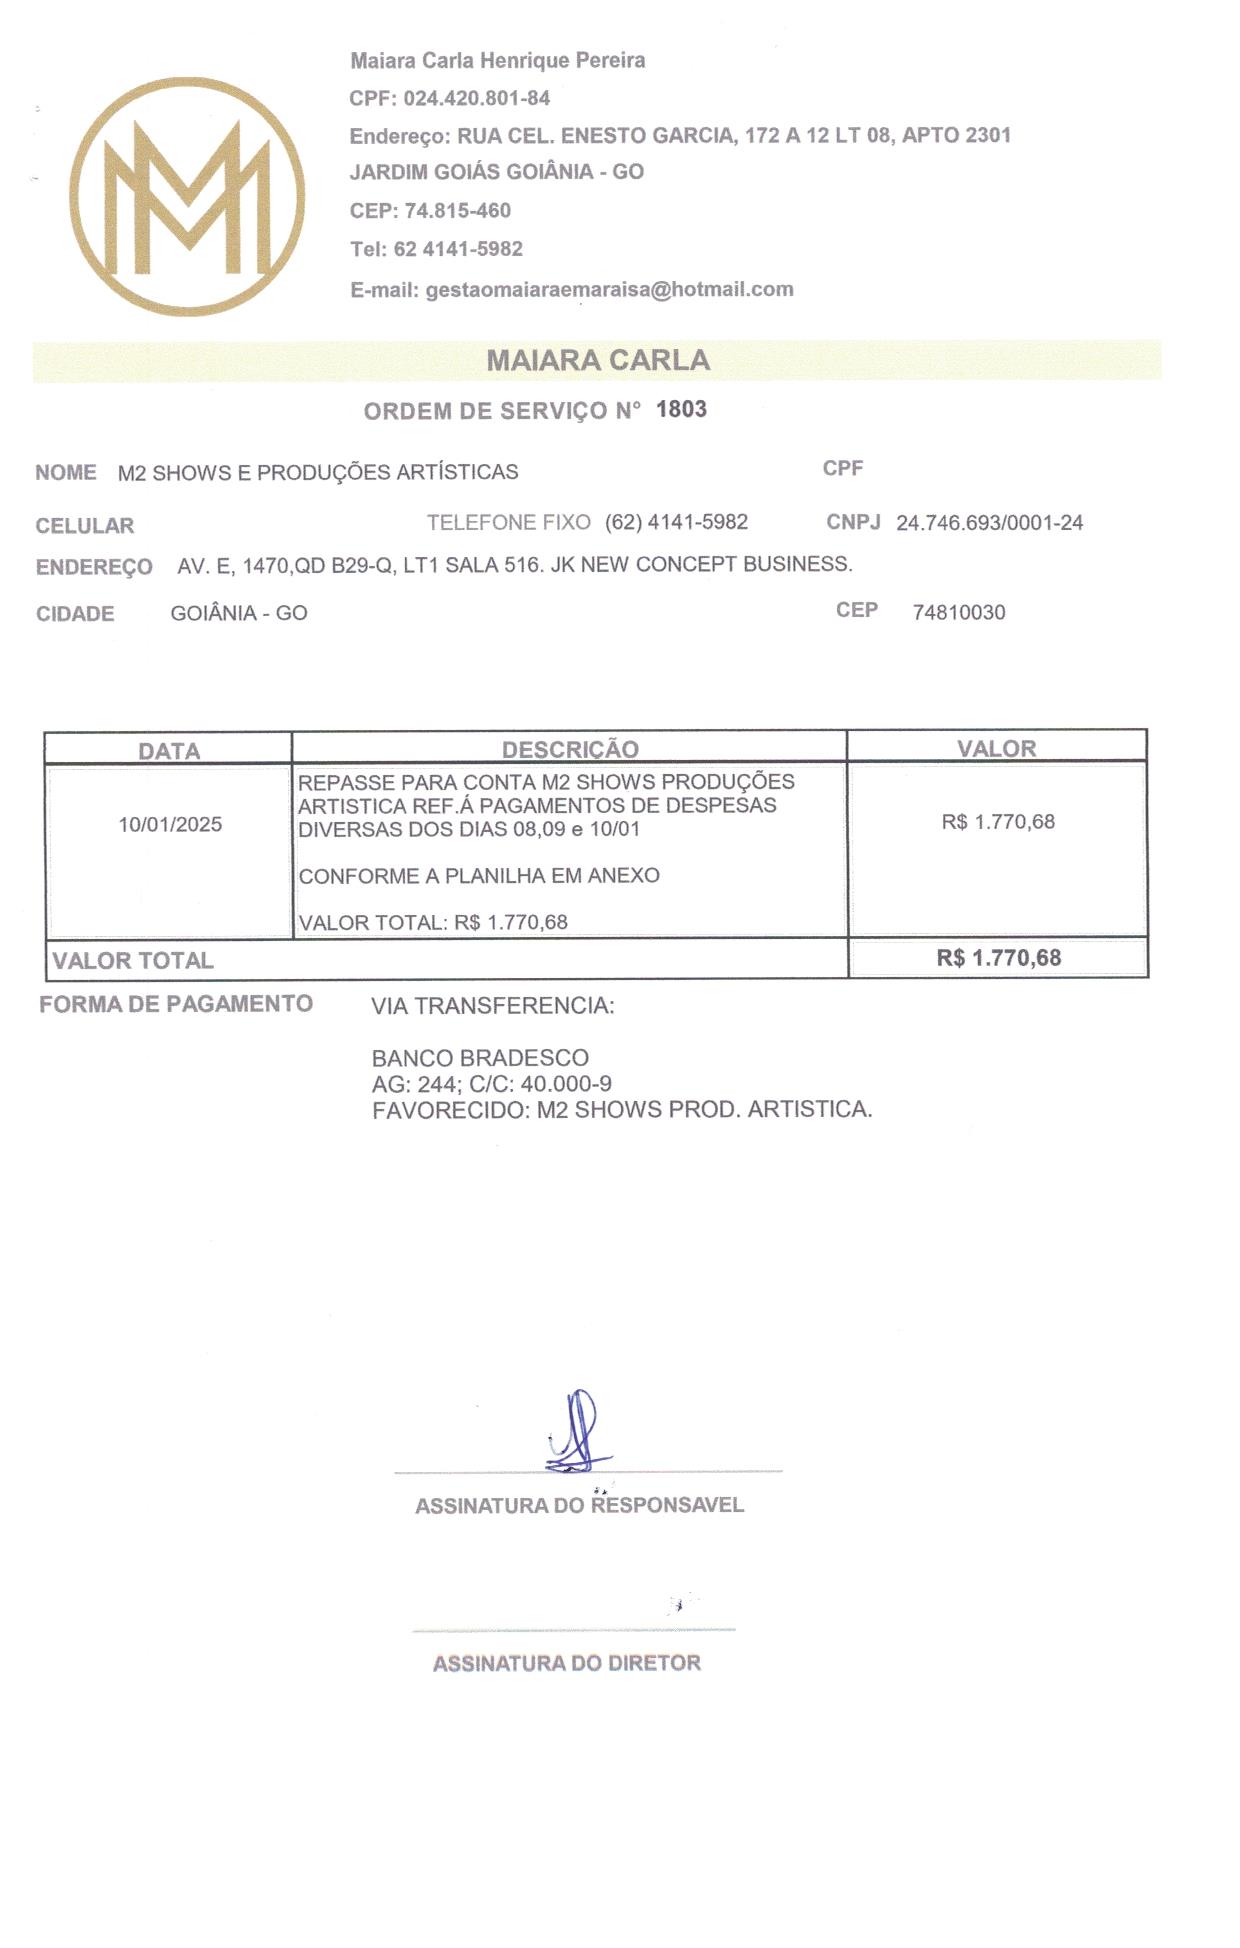 Maiara Carla Henrique Pereira
CPF: 024.420.801-84
Endereço: RUA CEL. ENESTO GARCIA, 172 A 12 LT 08, APTO 2301
JARDIM GOIÁS GOIÂNIA - GO
CEP: 74.815-460
Tel: 62 4141-5982
E-mail: gestaomaiaraemaraisa@hotmail.com
MAIARA CARLA
ORDEM DE SERVIÇO N° 1803
NOME M2 SHOWS E PRODUÇÕES ARTÍSTICAS CPF
CELULAR TELEFONE FIXO (62) 4141-5982 CNPJ 24.746.693/0001-24
ENDEREÇO AV. E, 1470,QD B29-Q, LT1 SALA 516. JK NEW CONCEPT BUSINESS.
CIDADE GOIÂNIA - GO CEP 74810030
DATA DESCRIÇÃO VALOR
REPASSE PARA CONTA M2 SHOWS PRODUÇÕES
ARTISTICA REF.Á PAGAMENTOS DE DESPESAS
10/01/2025 DIVERSAS DOS DIAS 08,09 e 10/01 R$ 1.770,68
CONFORME A PLANILHA EM ANEXO
VALOR TOTAL: R$ 1.770,68
VALOR TOTAL R$ 1.770,68
FORMA DE PAGAMENTO VIA TRANSFERENCIA:
BANCO BRADESCO
AG: 244; C/C: 40.000-9
FAVORECIDO: M2 SHOWS PROD. ARTISTICA.
ASSINATURA DO RESPONSAVEL
ASSINATURA DO DIRETOR